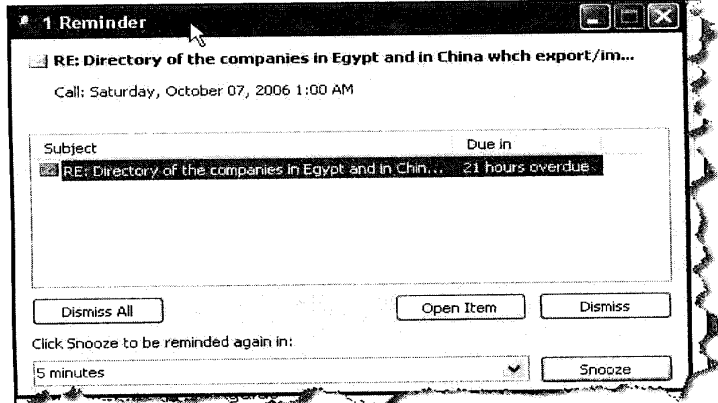 1 Reminder
RE: Directory of the companies in Egypt and in China whch export/im...
Call: Saturday, October 07, 2006 1:00 AM
Subject Due in
RE: Directory of the companies in Egypt and in Chin... 21 hours overdue
Dismiss All Open Item Dismiss
Click Snooze to be reminded again in:
5 minutes Snooze